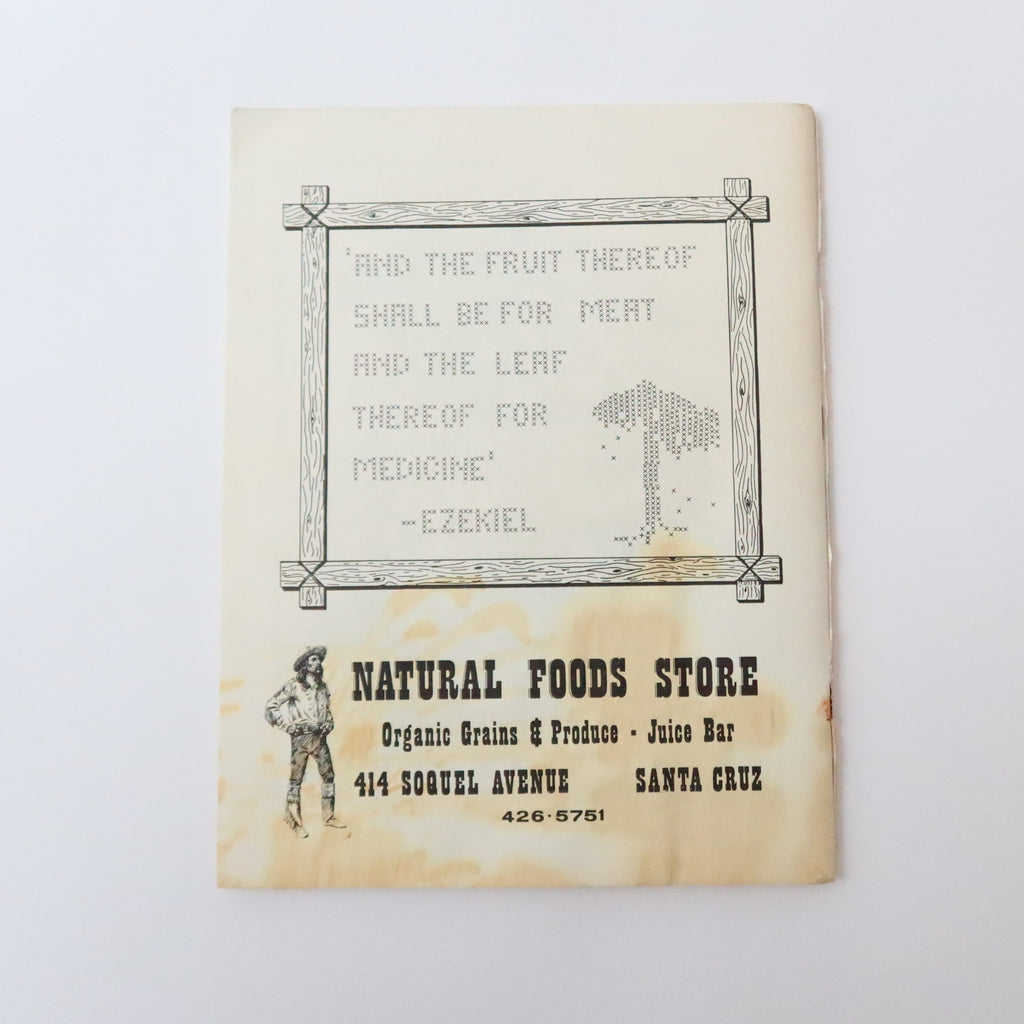 'AND THE FRUIT THEREOF
SHALL BE FOR MEAT
AND THE LEAF
THEREOF FOR
MEDICINE'
-EZEKIEL
NATURAL FOODS STORE
Organic Grains & Produce - Juice Bar
414 SOQUEL AVENUE SANTA CRUZ
426·5751